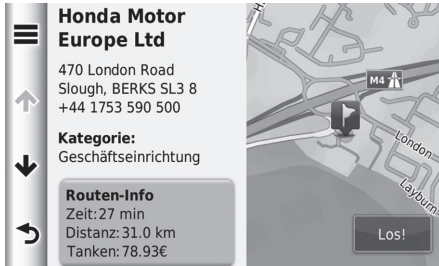 Honda Motor
Europe Ltd
470 London Road
Slough, BERKS SL3 8
+44 1753 590 500
Kategorie:
Geschäftseinrichtung
Routen-Info
Zeit:27 min
Distanz:31.0 km
Tanken:78.93€
H.
M4
London
Layburn
Los!